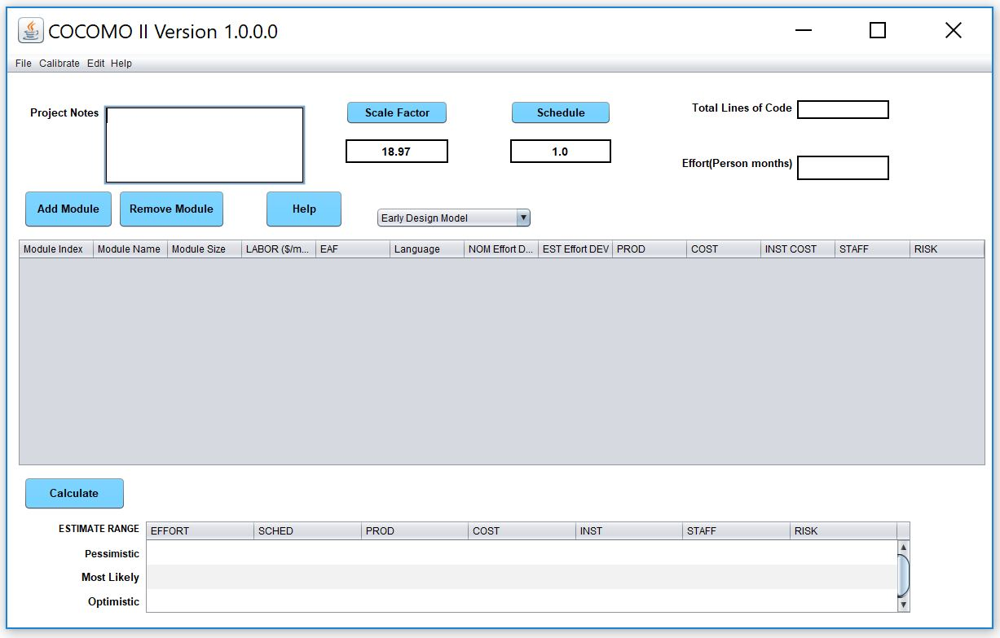 COCOMO II Version 1.0.0.0
File Calibrate Edit Help
Project Notes
Scale Factor
Schedule
Total Lines of Code
18.97
1.0
Effort(Person months)
Add Module
Remove Module
Help
Early Design Model
Module Index Module Name Module Size LABOR ($/m... EAF Language NOM Effort D... EST Effort DEV PROD COST INST COST STAFF RISK
Calculate
ESTIMATE RANGE EFFORT SCHED PROD COST INST STAFF RISK
Pessimistic
Most Likely
Optimistic